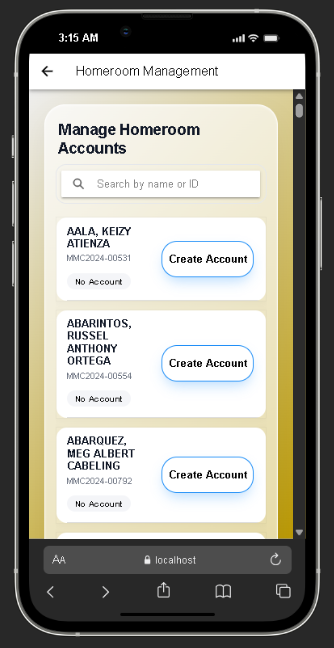 3:15 AM
Homeroom Management
Manage Homeroom
Accounts
Search by name or ID
AALA, KEIZY
ATIENZA
MMC2024-00531
No Account
Create Account
ABARINTOS,
RUSSEL
ANTHONY
ORTEGA
MMC2024-00554
No Account
Create Account
ABARQUEZ,
MEG ALBERT
CABELING
MMC2024-00792
No Account
Create Account
AA
localhost